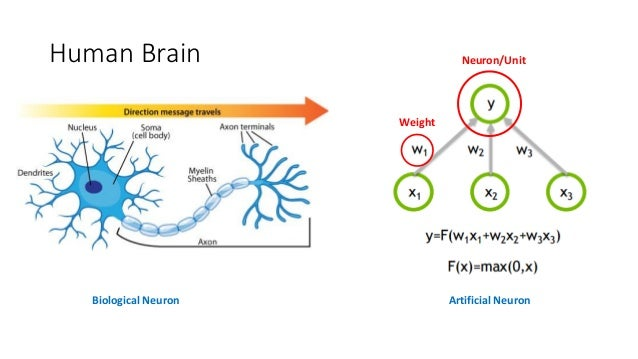 Human Brain
Direction message travels
Nucleus
Soma
(cell body)
Axon terminals
Dendrites
Myelin
Sheaths
Axon
Biological Neuron
Neuron/Unit
y
Weight
w₁
w₂
w₃
x₁
x₂
x₃
y=F(w₁x₁+w₂x₂+w₃x₃)
F(x)=max(0,x)
Artificial Neuron